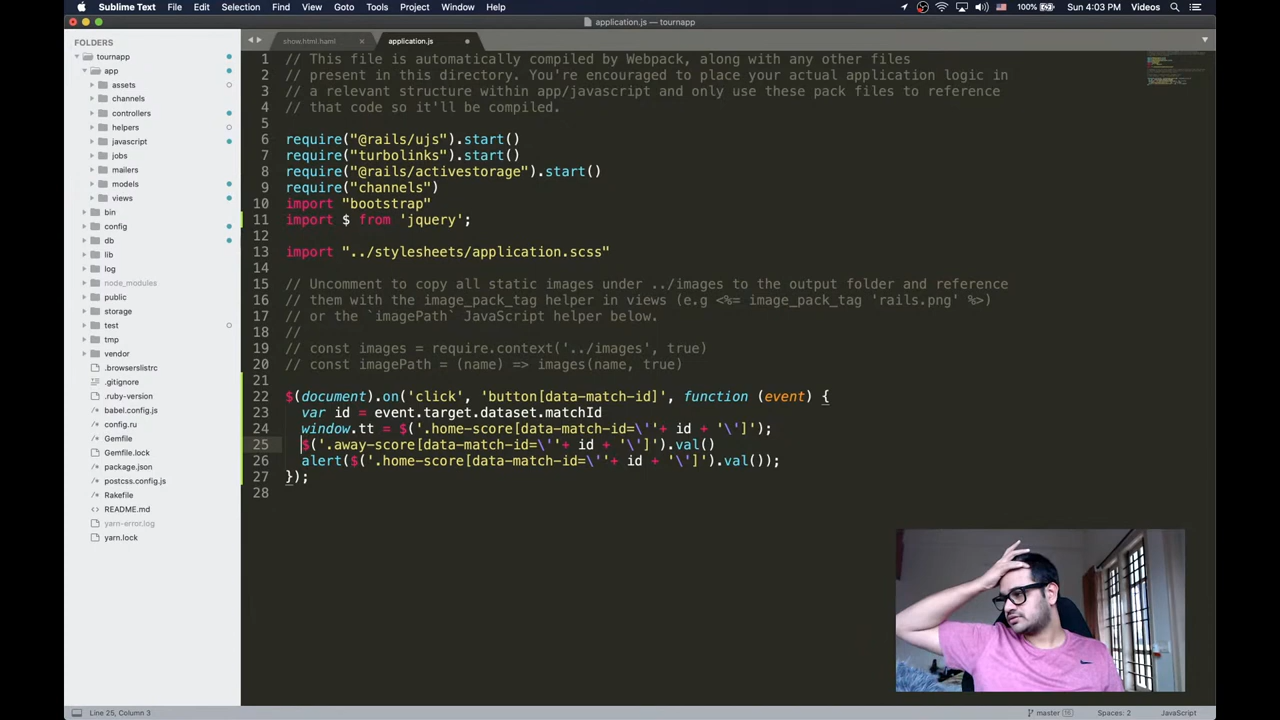 Sublime Text File Edit Selection Find View Goto Tools Project Window Help 100% Sun 4:03 PM Videos
application.js — tournapp
FOLDERS
tournapp
app
assets
channels
controllers
helpers
javascript
jobs
mailers
models
views
bin
config
db
lib
log
node_modules
public
storage
test
tmp
vendor
.browserslistrc
.gitignore
.ruby-version
babel.config.js
config.ru
Gemfile
Gemfile.lock
package.json
postcss.config.js
Rakefile
README.md
yarn-error.log
yarn.lock
show.html.haml × application.js
1 // This file is automatically compiled by Webpack, along with any other files
2 // present in this directory. You're encouraged to place your actual application logic in
3 // a relevant structure within app/javascript and only use these pack files to reference
4 // that code so it'll be compiled.
5
6 require("@rails/ujs").start()
7 require("turbolinks").start()
8 require("@rails/activestorage").start()
9 require("channels")
10 import "bootstrap"
11 import $ from 'jquery';
12
13 import "../stylesheets/application.scss"
14
15 // Uncomment to copy all static images under ../images to the output folder and reference
16 // them with the image_pack_tag helper in views (e.g <%= image_pack_tag 'rails.png' %>)
17 // or the `imagePath` JavaScript helper below.
18 //
19 // const images = require.context('../images', true)
20 // const imagePath = (name) => images(name, true)
21
22 $(document).on('click', 'button[data-match-id]', function (event) {
23 var id = event.target.dataset.matchId
24 window.tt = $('.home-score[data-match-id=\''+ id + '\']');
25 $('.away-score[data-match-id=\''+ id + '\']').val()
26 alert($('.home-score[data-match-id=\''+ id + '\']').val());
27 });
28
Line 25, Column 3 master 16 Spaces: 2 JavaScript